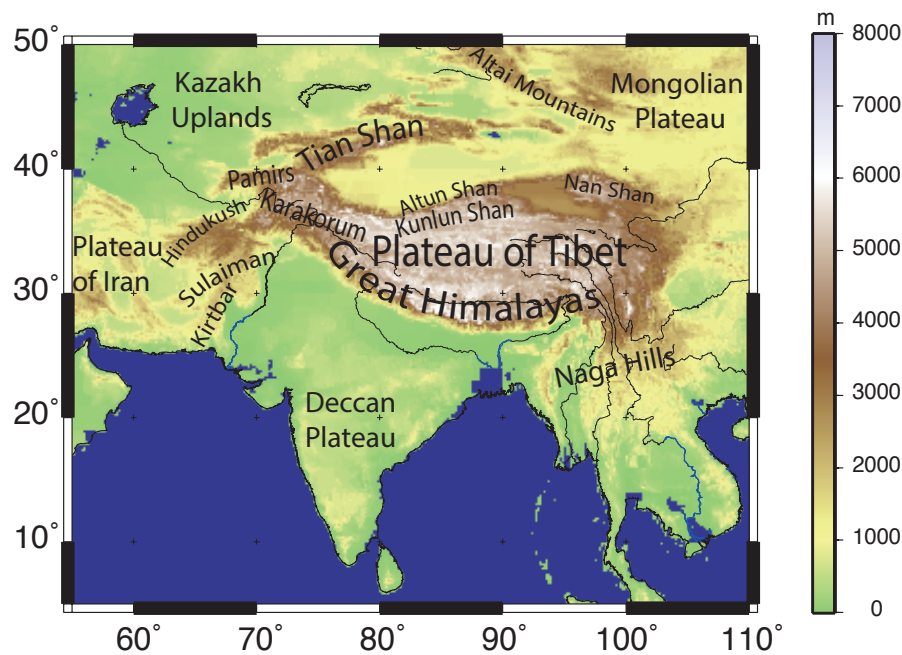 m
50°
40°
30°
20°
10°
60°
70°
80°
90°
100°
110°
8000
7000
6000
5000
4000
3000
2000
1000
0
Kazakh
Uplands
Altai Mountains
Mongolian
Plateau
Tian Shan
Pamirs
Hindukush
Karakorum
Altun Shan
Kunlun Shan
Nan Shan
Plateau
of Iran
Sulaiman
Kirtbar
Plateau of Tibet
Great Himalayas
Naga Hills
Deccan
Plateau